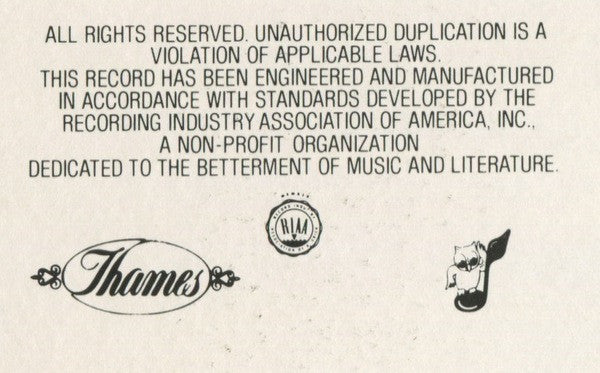 ALL RIGHTS RESERVED. UNAUTHORIZED DUPLICATION IS A
VIOLATION OF APPLICABLE LAWS.
THIS RECORD HAS BEEN ENGINEERED AND MANUFACTURED
IN ACCORDANCE WITH STANDARDS DEVELOPED BY THE
RECORDING INDUSTRY ASSOCIATION OF AMERICA, INC.,
A NON-PROFIT ORGANIZATION
DEDICATED TO THE BETTERMENT OF MUSIC AND LITERATURE.
MEMBER
RIAA
Thames